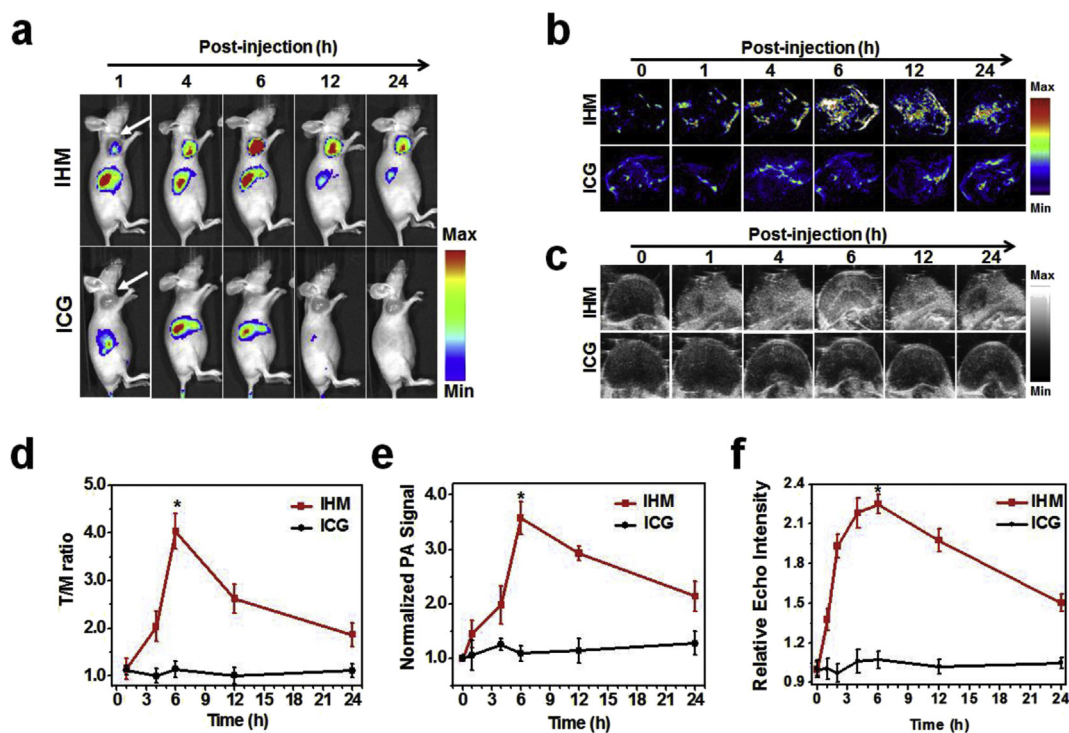 a
Post-injection (h)
1 4 6 12 24
IHM
ICG
Max
Min
b
Post-injection (h)
0 1 4 6 12 24
IHM
ICG
Max
Min
Post-injection (h)
c
0 1 4 6 12 24
IHM
ICG
Max
Min
d
5.0
4.0
3.0
2.0
1.0
T/M ratio
*
IHM
ICG
0 3 6 9 12 15 18 21 24
Time (h)
e
4.0
3.0
2.0
1.0
Normalized PA Signal
*
IHM
ICG
0 3 6 9 12 15 18 21 24
Time (h)
f
2.4
2.1
1.8
1.5
1.2
0.9
Relative Echo Intensity
*
IHM
ICG
0 3 6 9 12 15 18 21 24
Time (h)